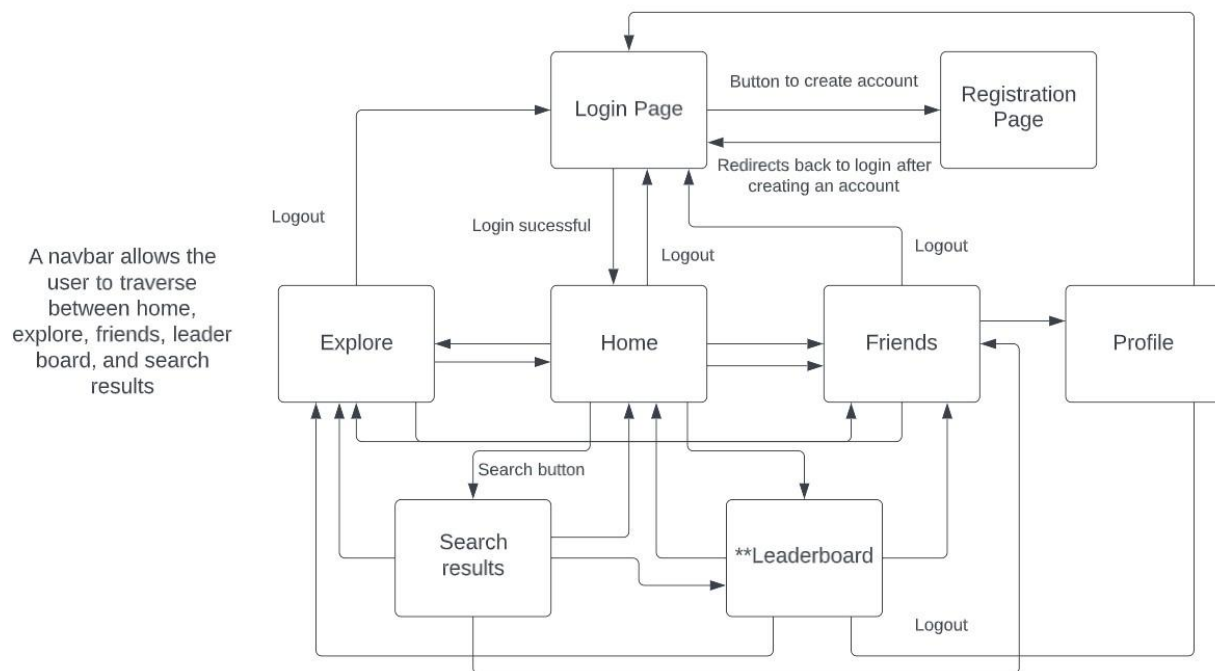 Login Page
Button to create account
Registration
Page
Redirects back to login after
creating an account
Logout
Login sucessful
Logout
Logout
A navbar allows the
user to traverse
between home,
explore, friends, leader
board, and search
results
Explore
Home
Friends
Profile
Search button
Search
results
**Leaderboard
Logout